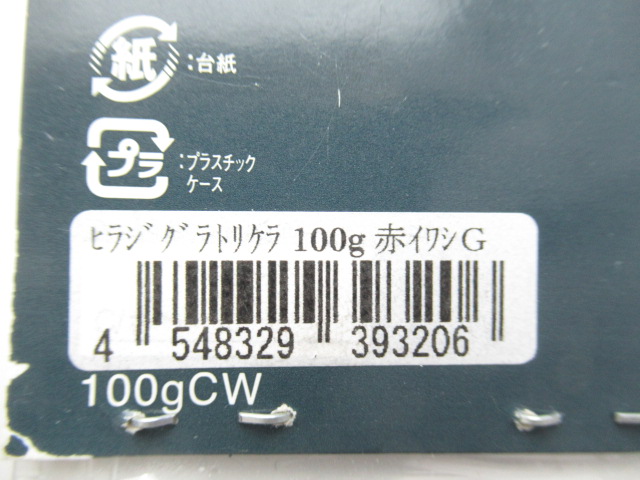 紙 :台紙
プラ :プラスチック
ケース
ﾋﾗｼﾞｸﾞﾗﾄﾘｹﾗ 100g 赤ｲﾜｼG
4 548329 393206
100gCW